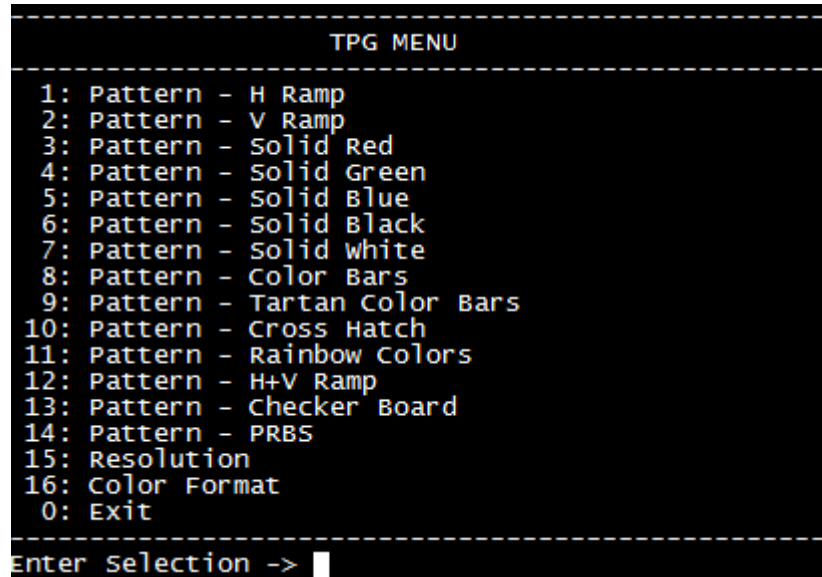 ---------------------------------------------------
TPG MENU
---------------------------------------------------
1: Pattern - H Ramp
2: Pattern - V Ramp
3: Pattern - Solid Red
4: Pattern - Solid Green
5: Pattern - Solid Blue
6: Pattern - Solid Black
7: Pattern - Solid White
8: Pattern - Color Bars
9: Pattern - Tartan Color Bars
10: Pattern - Cross Hatch
11: Pattern - Rainbow Colors
12: Pattern - H+V Ramp
13: Pattern - Checker Board
14: Pattern - PRBS
15: Resolution
16: Color Format
0: Exit
---------------------------------------------------
Enter Selection ->